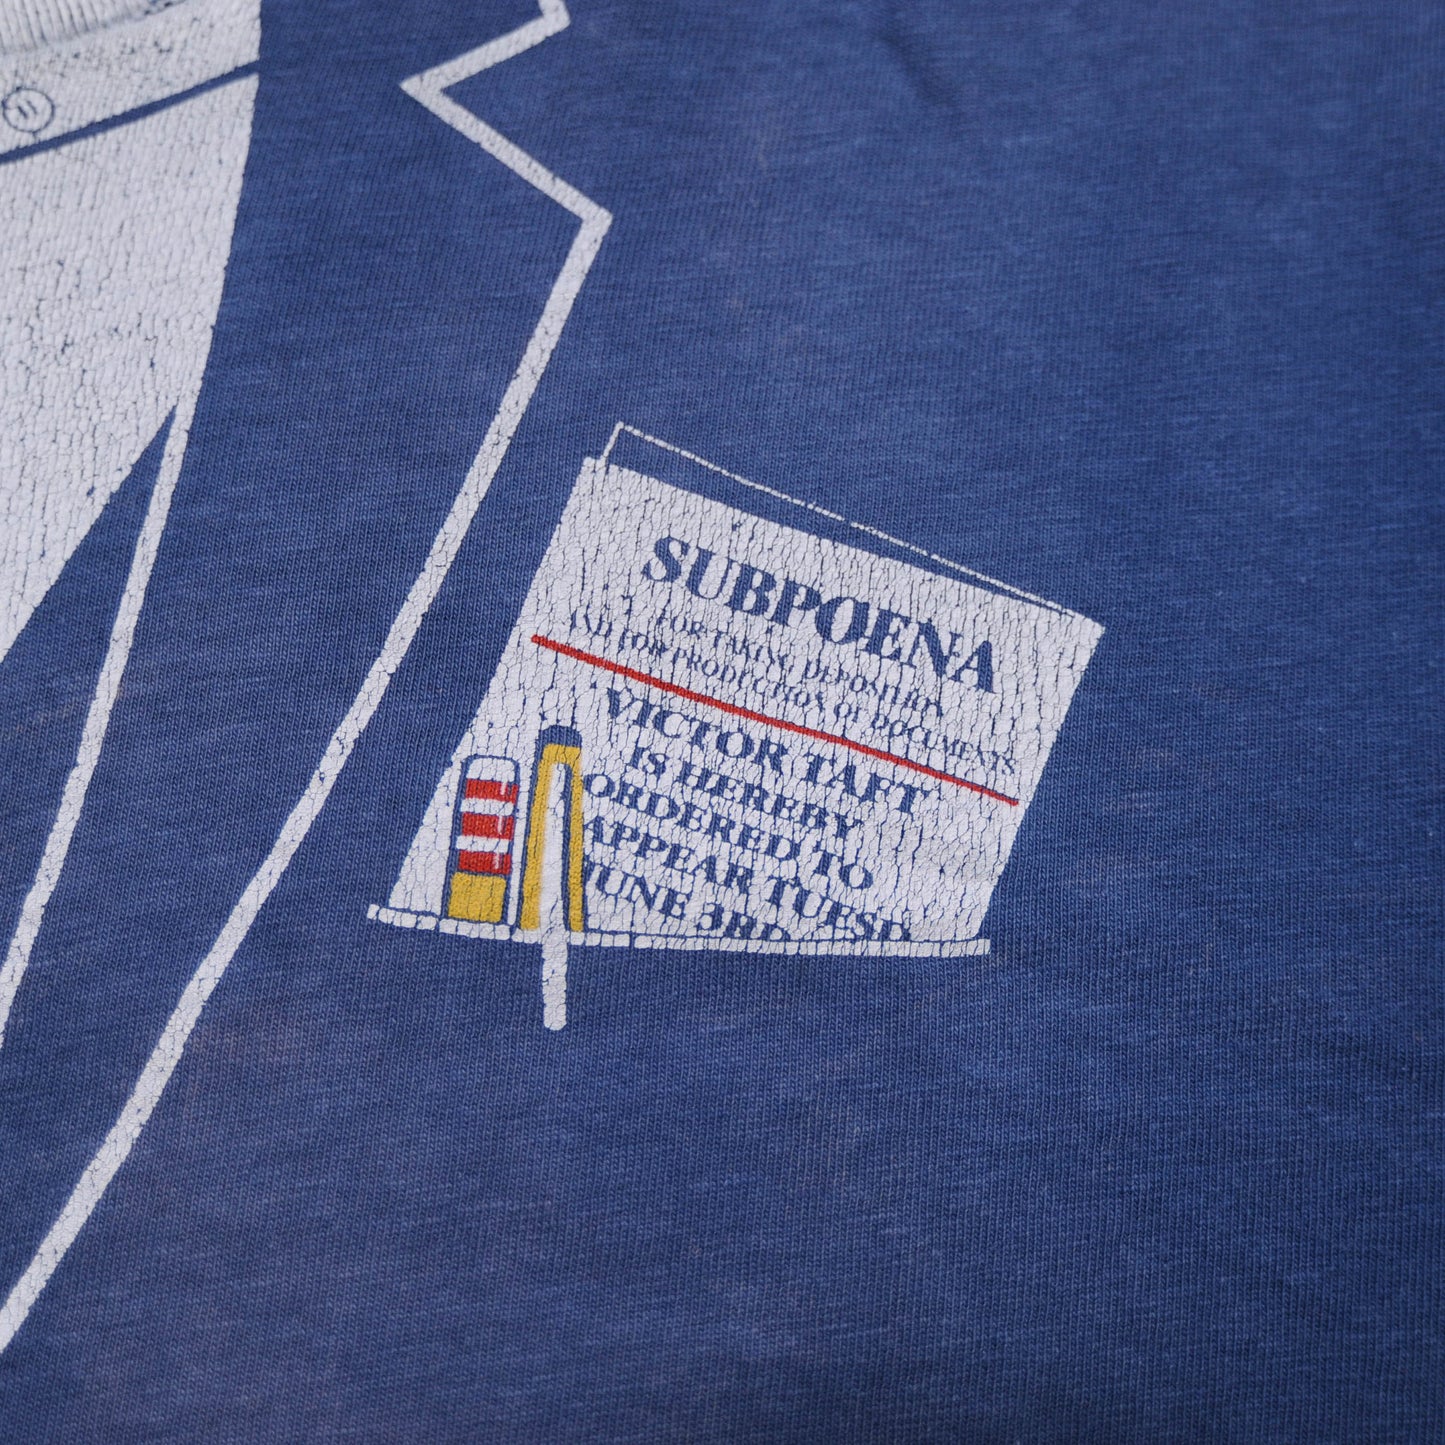 SUBPOENA
FOR TAKING DEPOSITION
AND FOR PRODUCTION OF DOCUMENTS
VICTOR TAFT
IS HEREBY
ORDERED TO
APPEAR TUESD
JUNE 3RD